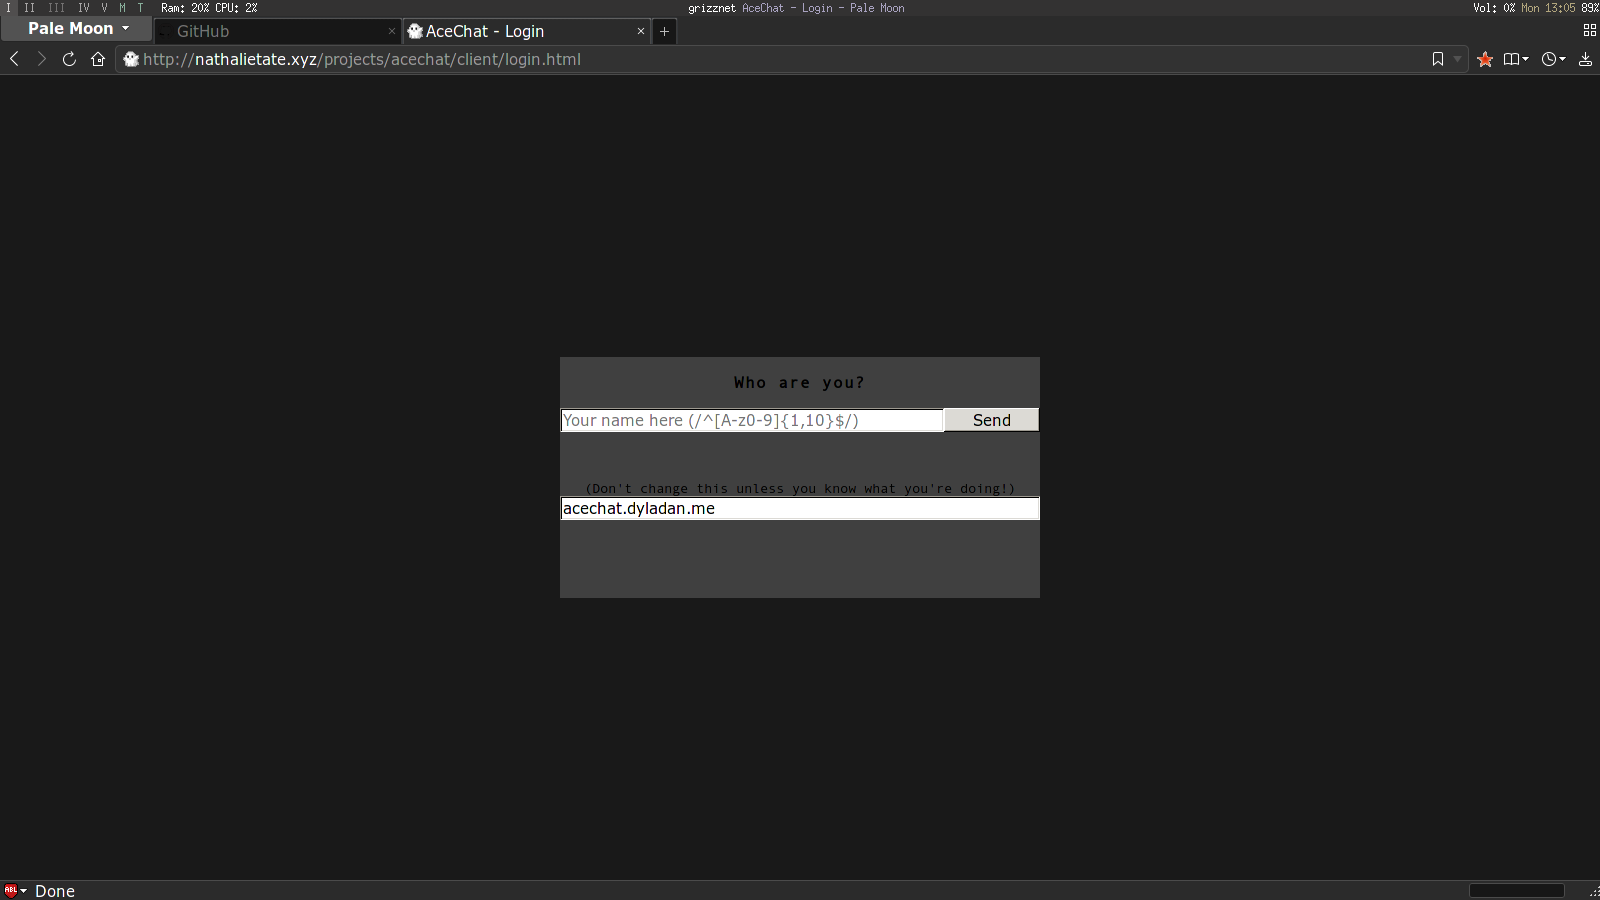 I II III IV V M T Ram: 20% CPU: 2% grizznet AceChat - Login - Pale Moon Vol: 0% Mon 13:05 89%
Pale Moon GitHub × AceChat - Login × +
http://nathalietate.xyz/projects/acechat/client/login.html
Who are you?
Your name here (/^[A-z0-9]{1,10}$/) Send
(Don't change this unless you know what you're doing!)
acechat.dyladan.me
ABL Done